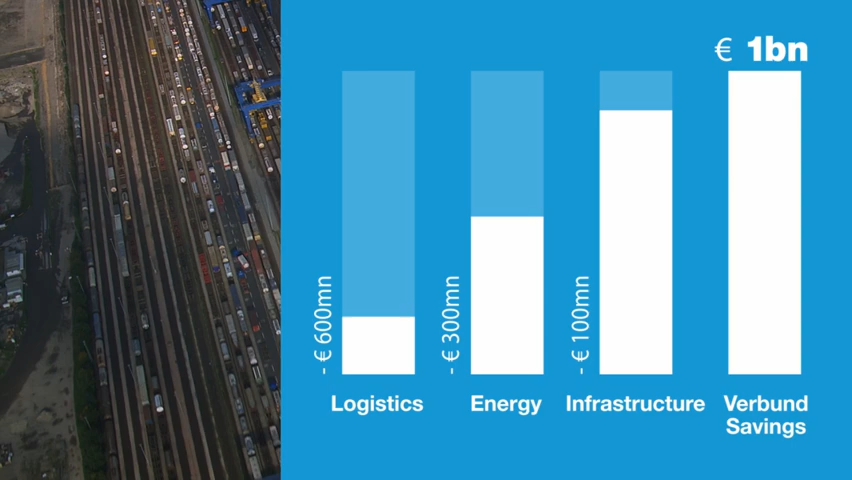 € 1bn
- € 600mn
- € 300mn
- € 100mn
Logistics
Energy
Infrastructure
Verbund
Savings